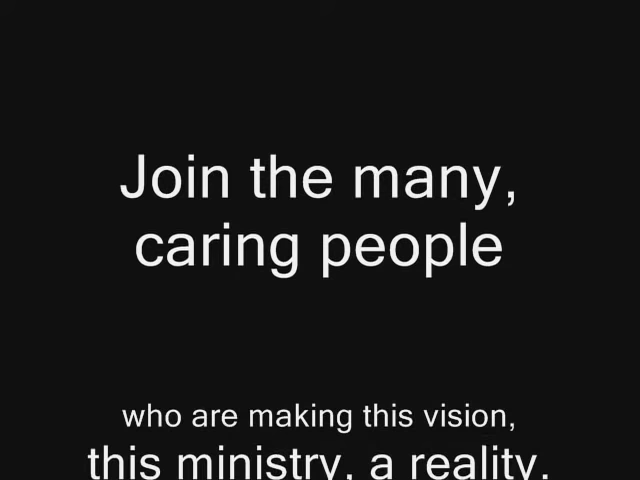 Join the many,
caring people
who are making this vision,
this ministry, a reality.